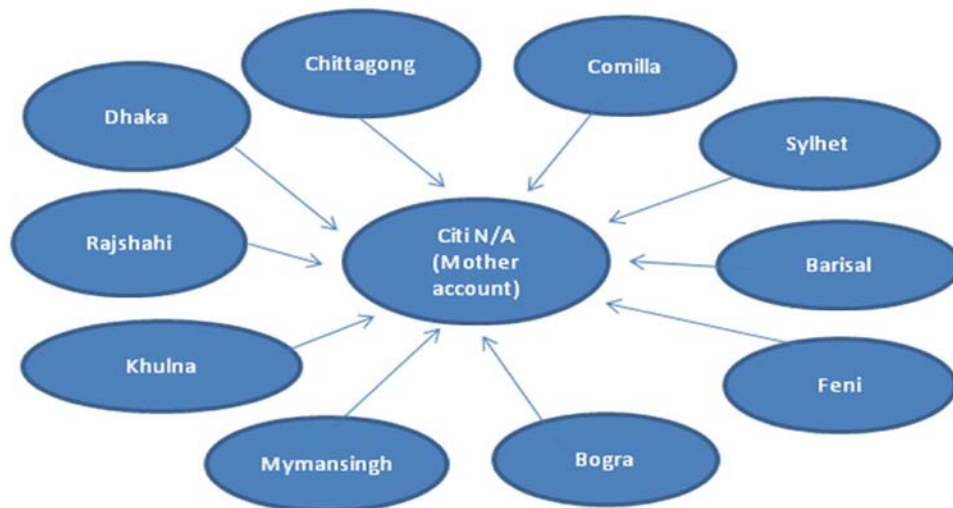 Chittagong
Comilla
Dhaka
Sylhet
Rajshahi
Citi N/A
(Mother
account)
Barisal
Khulna
Feni
Mymansingh
Bogra